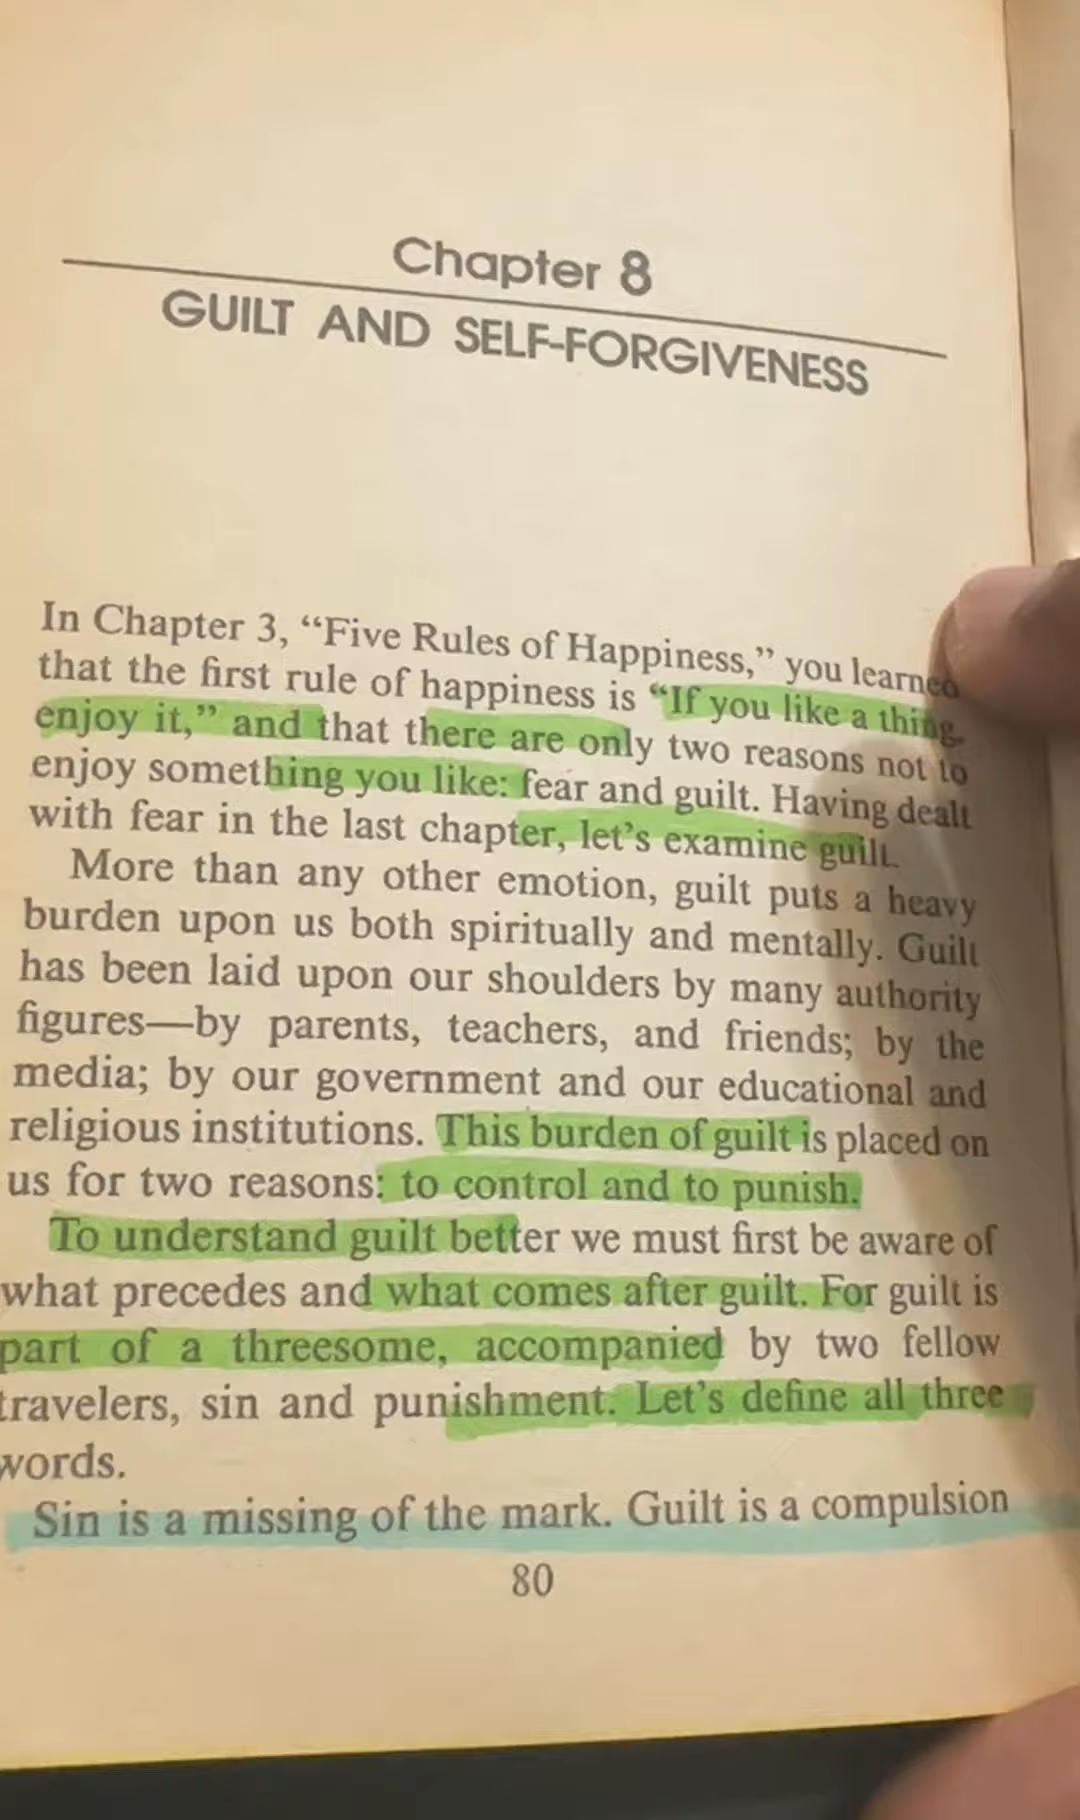 Chapter 8
GUILT AND SELF-FORGIVENESS
In Chapter 3, “Five Rules of Happiness,” you learned
that the first rule of happiness is “If you like a thing,
enjoy it,” and that there are only two reasons not to
enjoy something you like: fear and guilt. Having dealt
with fear in the last chapter, let’s examine guilt.
More than any other emotion, guilt puts a heavy
burden upon us both spiritually and mentally. Guilt
has been laid upon our shoulders by many authority
figures—by parents, teachers, and friends; by the
media; by our government and our educational and
religious institutions. This burden of guilt is placed on
us for two reasons: to control and to punish.
To understand guilt better we must first be aware of
what precedes and what comes after guilt. For guilt is
part of a threesome, accompanied by two fellow
travelers, sin and punishment. Let’s define all three
words.
Sin is a missing of the mark. Guilt is a compulsion
80